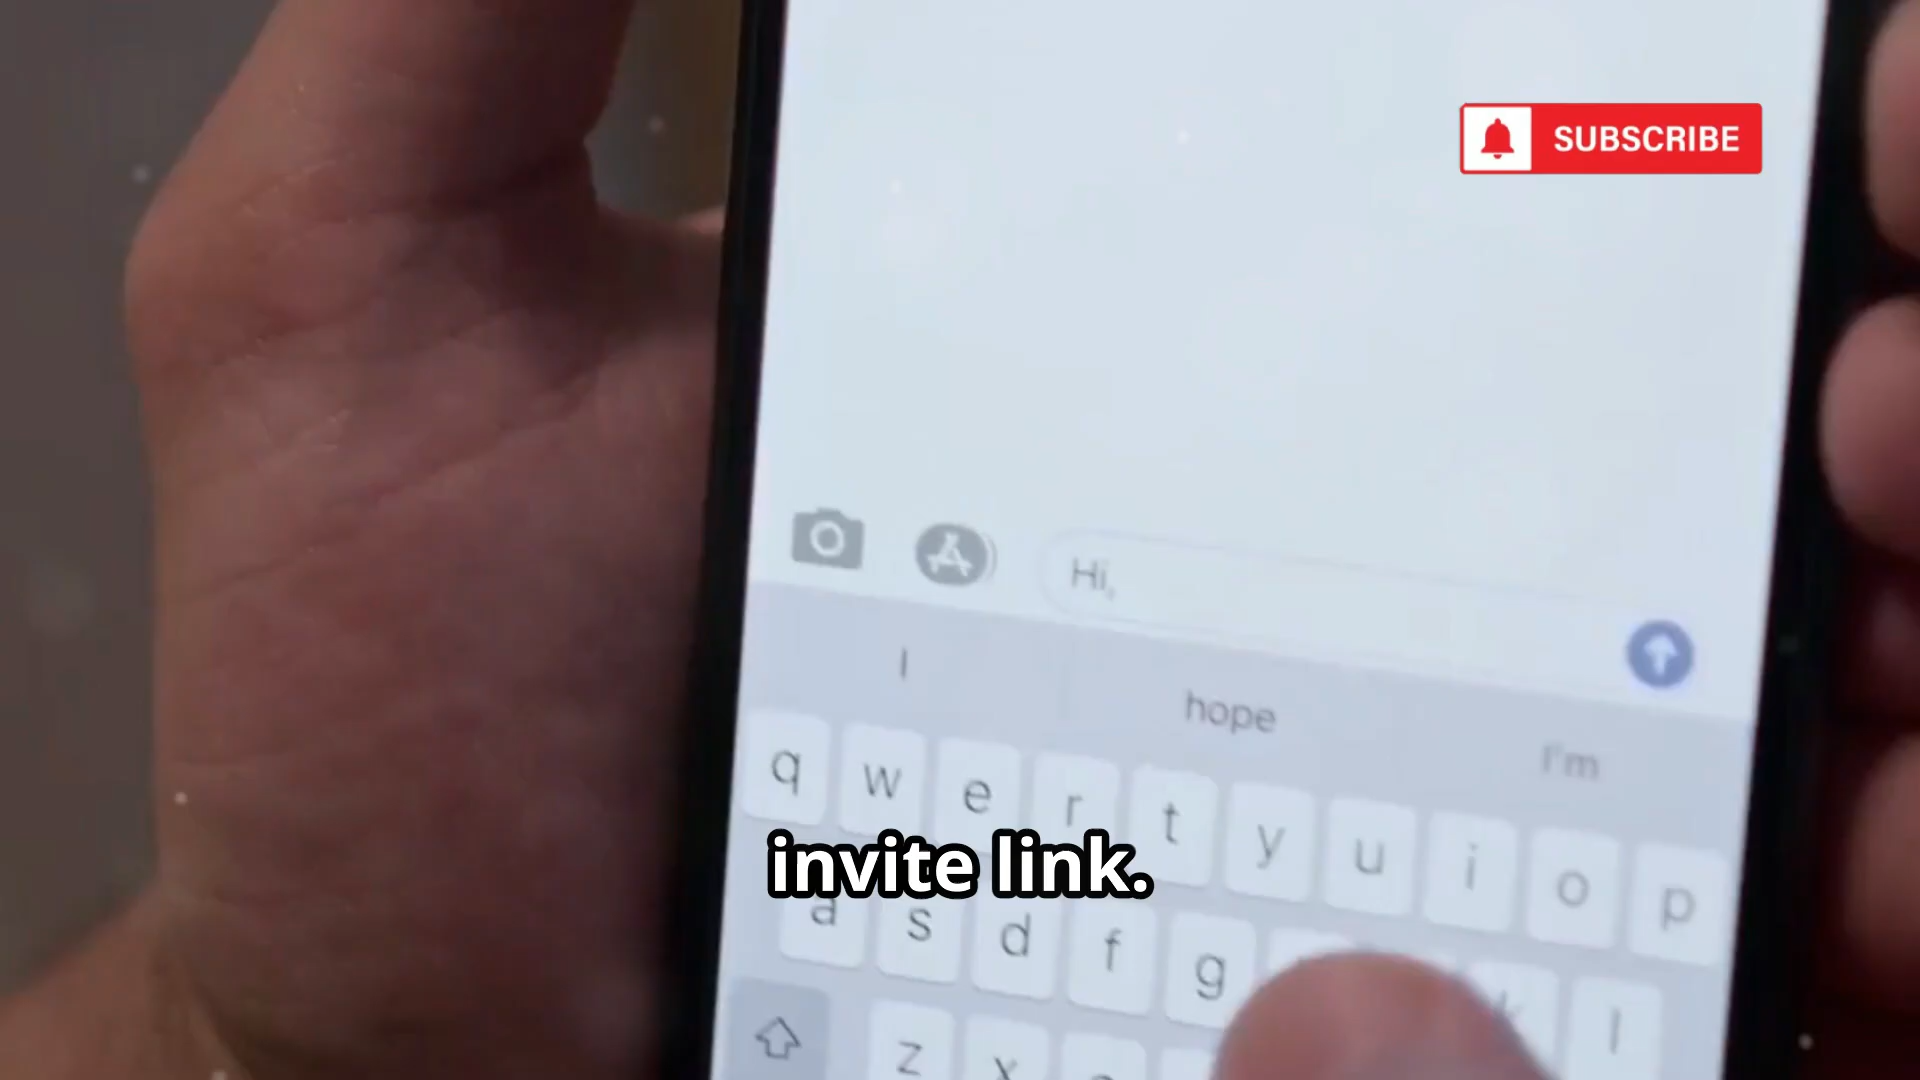 SUBSCRIBE
Hi,
I
hope
I'm
q w e r t y u i o p
invite link.
a s d f g k l
z x